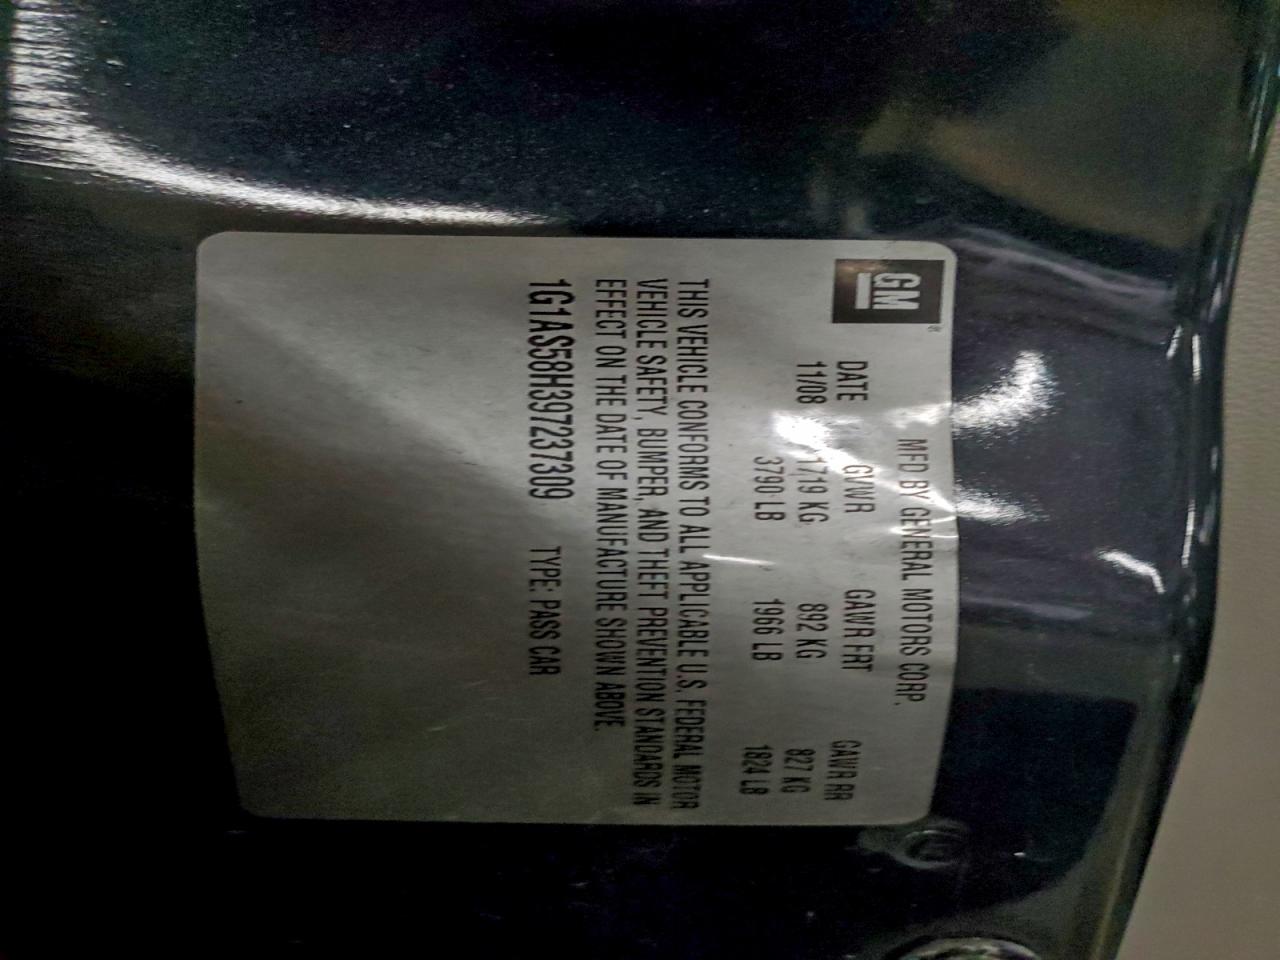 GM
®
MFD BY GENERAL MOTORS CORP.
DATE GVWR GAWR FRT GAWR RR
11/08 1719 KG 892 KG 827 KG
3790 LB 1966 LB 1824 LB
THIS VEHICLE CONFORMS TO ALL APPLICABLE U.S. FEDERAL MOTOR
VEHICLE SAFETY, BUMPER, AND THEFT PREVENTION STANDARDS IN
EFFECT ON THE DATE OF MANUFACTURE SHOWN ABOVE.
1G1AS58H397237309 TYPE: PASS CAR